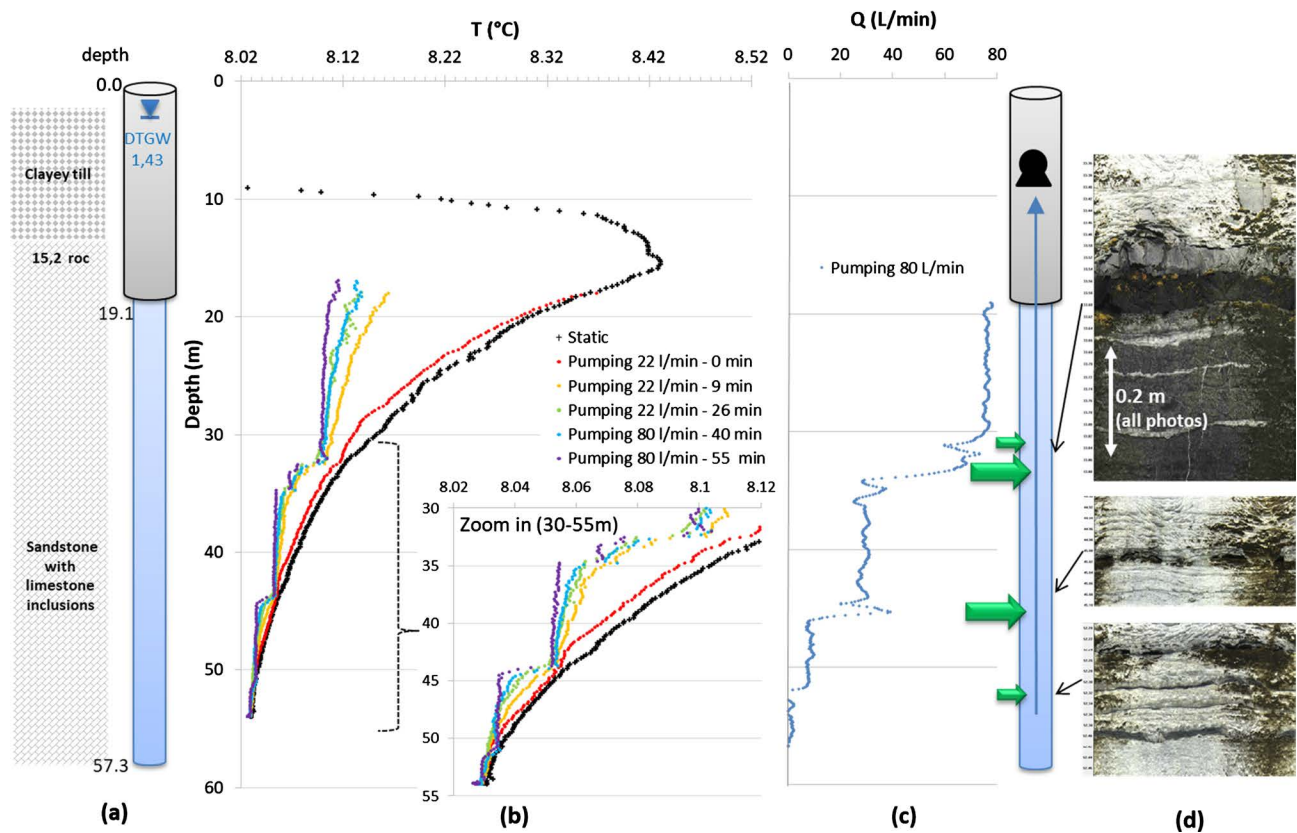 T (°C)
8.02 8.12 8.22 8.32 8.42 8.52
Q (L/min)
0 20 40 60 80
depth
0.0
DTGW
1,43
Clayey till
15,2 roc
19.1
Sandstone
with
limestone
inclusions
57.3
(a)
Depth (m)
0
10
20
30
40
50
60
Static
Pumping 22 l/min - 0 min
Pumping 22 l/min - 9 min
Pumping 22 l/min - 26 min
Pumping 80 l/min - 40 min
Pumping 80 l/min - 55 min
8.02 8.04 8.06 8.08 8.1 8.12
Zoom in (30-55m)
30
35
40
45
50
55
(b)
Pumping 80 L/min
(c)
0.2 m
(all photos)
(d)